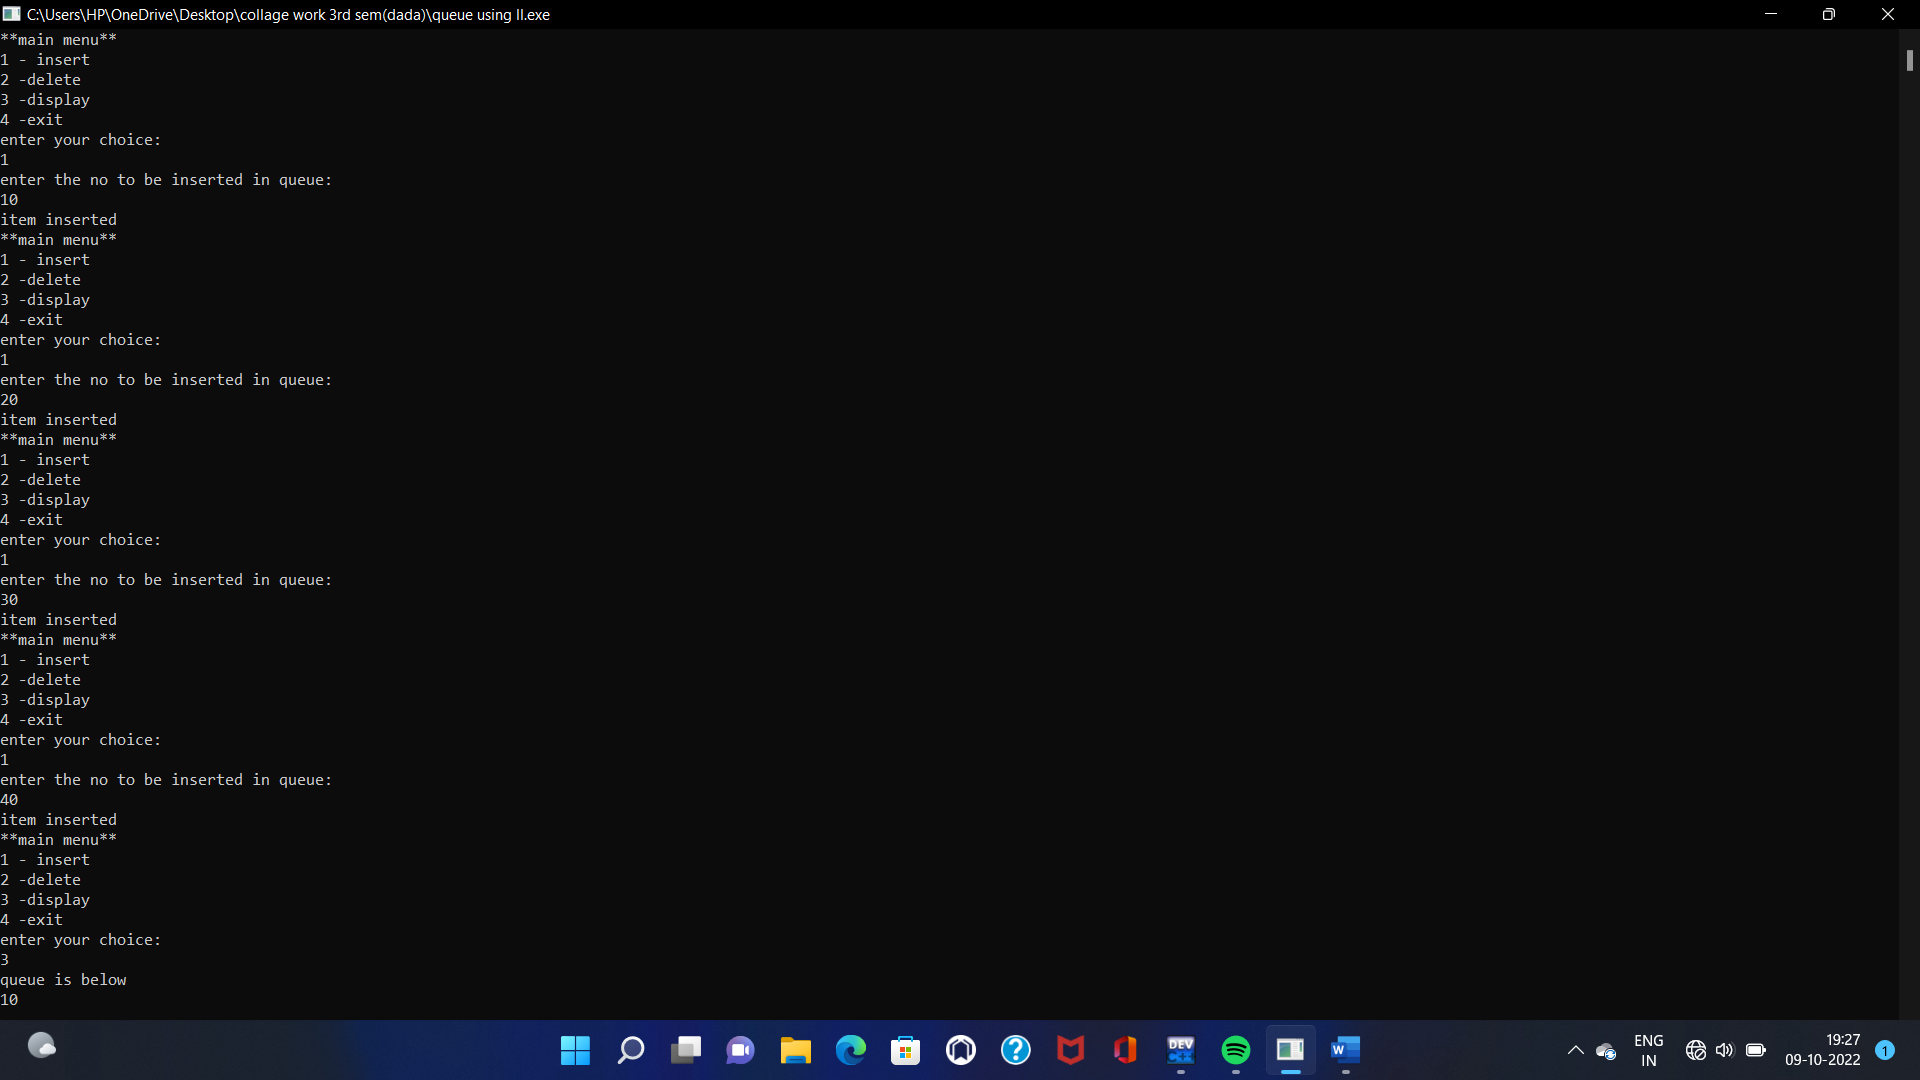 C:\Users\HP\OneDrive\Desktop\collage work 3rd sem(dada)\queue using ll.exe
**main menu**
1 - insert
2 -delete
3 -display
4 -exit
enter your choice:
1
enter the no to be inserted in queue:
10
item inserted
**main menu**
1 - insert
2 -delete
3 -display
4 -exit
enter your choice:
1
enter the no to be inserted in queue:
20
item inserted
**main menu**
1 - insert
2 -delete
3 -display
4 -exit
enter your choice:
1
enter the no to be inserted in queue:
30
item inserted
**main menu**
1 - insert
2 -delete
3 -display
4 -exit
enter your choice:
1
enter the no to be inserted in queue:
40
item inserted
**main menu**
1 - insert
2 -delete
3 -display
4 -exit
enter your choice:
3
queue is below
10
DEV
C++
W
ENG
IN
19:27
09-10-2022
1